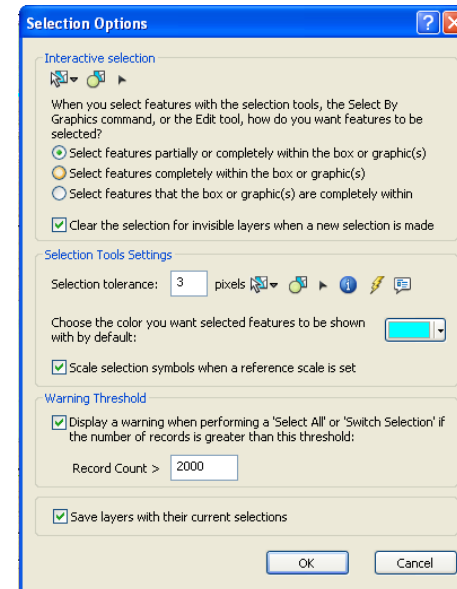 Selection Options
Interactive selection
When you select features with the selection tools, the Select By
Graphics command, or the Edit tool, how do you want features to be
selected?
Select features partially or completely within the box or graphic(s)
Select features completely within the box or graphic(s)
Select features that the box or graphic(s) are completely within
Clear the selection for invisible layers when a new selection is made
Selection Tools Settings
Selection tolerance: 3 pixels
Choose the color you want selected features to be shown
with by default:
Scale selection symbols when a reference scale is set
Warning Threshold
Display a warning when performing a 'Select All' or 'Switch Selection' if
the number of records is greater than this threshold:
Record Count > 2000
Save layers with their current selections
OK Cancel